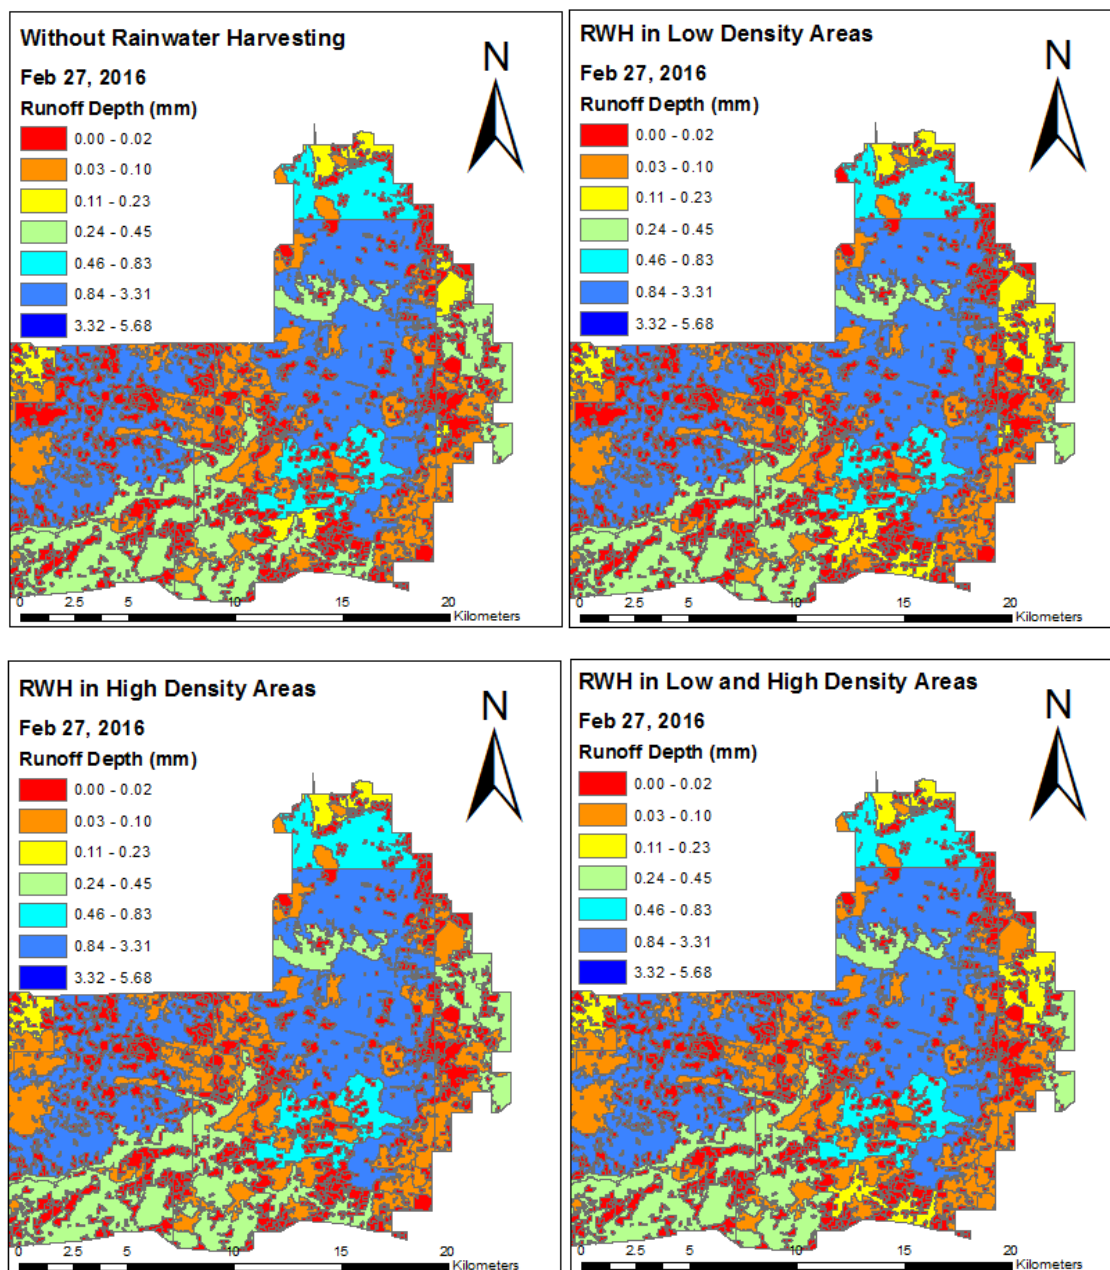 Without Rainwater Harvesting
Feb 27, 2016
Runoff Depth (mm)
0.00 - 0.02
0.03 - 0.10
0.11 - 0.23
0.24 - 0.45
0.46 - 0.83
0.84 - 3.31
3.32 - 5.68
N
0 2.5 5 10 15 20
Kilometers
RWH in Low Density Areas
Feb 27, 2016
Runoff Depth (mm)
0.00 - 0.02
0.03 - 0.10
0.11 - 0.23
0.24 - 0.45
0.46 - 0.83
0.84 - 3.31
3.32 - 5.68
N
0 2.5 5 10 15 20
Kilometers
RWH in High Density Areas
Feb 27, 2016
Runoff Depth (mm)
0.00 - 0.02
0.03 - 0.10
0.11 - 0.23
0.24 - 0.45
0.46 - 0.83
0.84 - 3.31
3.32 - 5.68
N
0 2.5 5 10 15 20
Kilometers
RWH in Low and High Density Areas
Feb 27, 2016
Runoff Depth (mm)
0.00 - 0.02
0.03 - 0.10
0.11 - 0.23
0.24 - 0.45
0.46 - 0.83
0.84 - 3.31
3.32 - 5.68
N
0 2.5 5 10 15 20
Kilometers